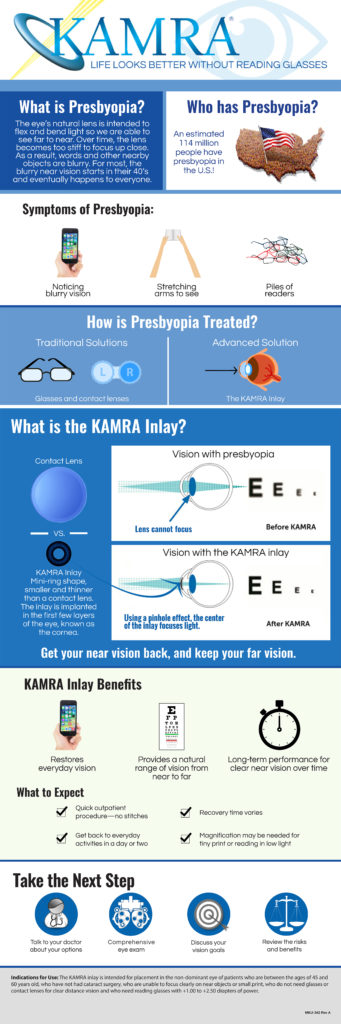 KAMRA®
LIFE LOOKS BETTER WITHOUT READING GLASSES
What is Presbyopia?
The eye's natural lens is intended to
flex and bend light so we are able to
see far to near. Over time, the lens
becomes too stiff to focus up close.
As a result, words and other nearby
objects are blurry. For most, the
blurry near vision starts in their 40's
and eventually happens to everyone.
Who has Presbyopia?
An estimated
114 million
people have
presbyopia in
the U.S.!
Symptoms of Presbyopia:
Noticing
blurry vision
Stretching
arms to see
Piles of
readers
How is Presbyopia Treated?
Traditional Solutions
L R
Glasses and contact lenses
Advanced Solution
The KAMRA Inlay
What is the KAMRA Inlay?
Contact Lens
VS.
KAMRA Inlay
Mini-ring shape,
smaller and thinner
than a contact lens.
The inlay is implanted
in the first few layers
of the eye, known as
the cornea.
Vision with presbyopia
E E E E
Lens cannot focus
Before KAMRA
Vision with the KAMRA inlay
E E E E
Using a pinhole effect, the center
of the inlay focuses light.
After KAMRA
Get your near vision back, and keep your far vision.
KAMRA Inlay Benefits
E
F P
Restores
everyday vision
Provides a natural
range of vision from
near to far
Long-term performance for
clear near vision over time
What to Expect
Quick outpatient
procedure—no stitches
Recovery time varies
Get back to everyday
activities in a day or two
Magnification may be needed for
tiny print or reading in low light
Take the Next Step
Talk to your doctor
about your options
Comprehensive
eye exam
Discuss your
vision goals
Review the risks
and benefits
Indications for Use: The KAMRA inlay is intended for placement in the non-dominant eye of patients who are between the ages of 45 and
60 years old, who have not had cataract surgery, who are unable to focus clearly on near objects or small print, who do not need glasses or
contact lenses for clear distance vision and who need reading glasses with +1.00 to +2.50 diopters of power.
MKU-342 Rev A